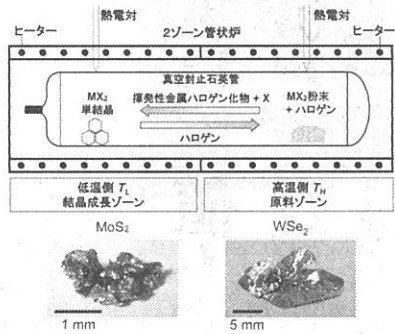 熱電対
熱電対
ヒーター
2ゾーン管状炉
ヒーター
真空封止石英管
MX₂
単結晶
揮発性金属ハロゲン化物 + X
ハロゲン
MX₂粉末
+ ハロゲン
低温側 TL
結晶成長ゾーン
高温側 TH
原料ゾーン
MoS₂
WSe₂
1 mm
5 mm